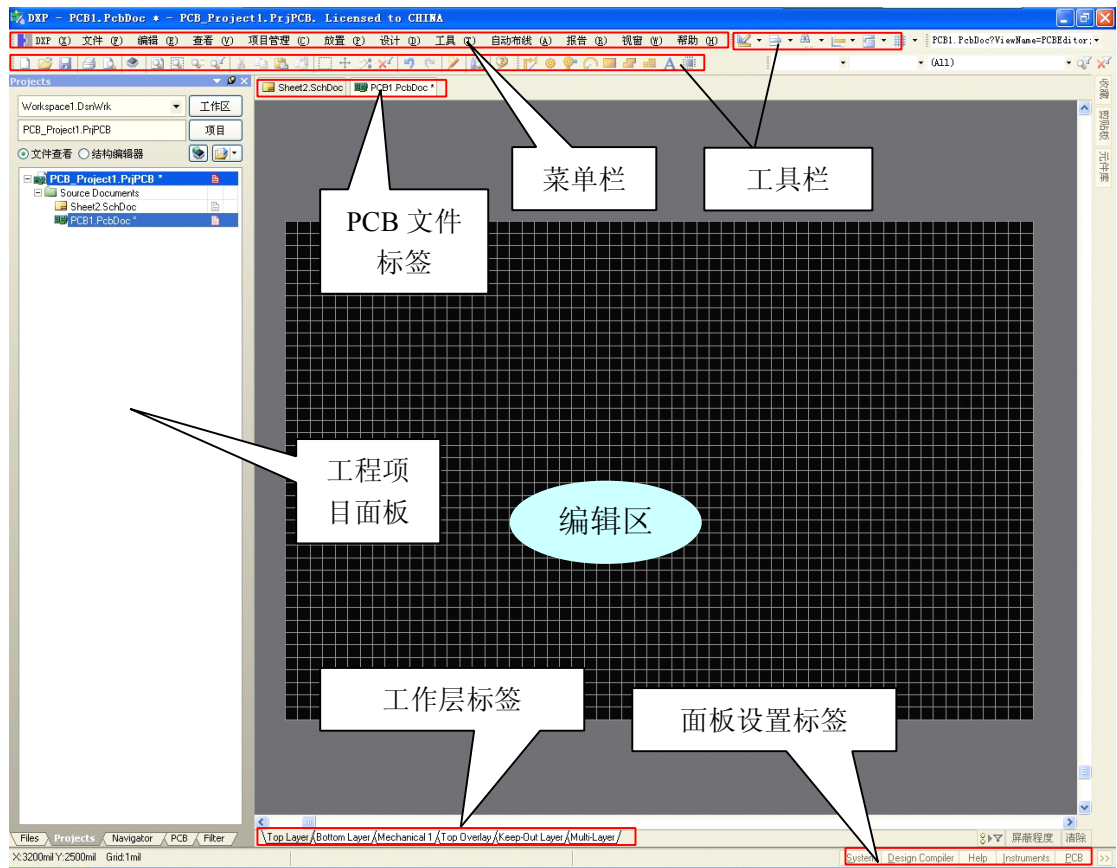 DXP - PCB1.PcbDoc * - PCB_Project1.PrjPCB. Licensed to CHINA
DXP (X) 文件 (F) 编辑 (E) 查看 (V) 项目管理 (C) 放置 (P) 设计 (D) 工具 (T) 自动布线 (A) 报告 (R) 视窗 (W) 帮助 (H) PCB1.PcbDoc?ViewName=PCBEditor;
(All)
Projects
Sheet2.SchDoc PCB1.PcbDoc *
收藏
剪贴板
元件库
Workspace1.DsnWrk 工作区
PCB_Project1.PrjPCB 项目
文件查看 结构编辑器
PCB_Project1.PrjPCB *
Source Documents
Sheet2.SchDoc
PCB1.PcbDoc *
菜单栏
工具栏
PCB 文件
标签
工程项
目面板
编辑区
工作层标签
面板设置标签
Files Projects Navigator PCB Filter
Top Layer Bottom Layer Mechanical 1 Top Overlay Keep-Out Layer Multi-Layer
屏蔽程度 清除
X:3200mil Y:2500mil Grid:1mil
System Design Compiler Help Instruments PCB >>